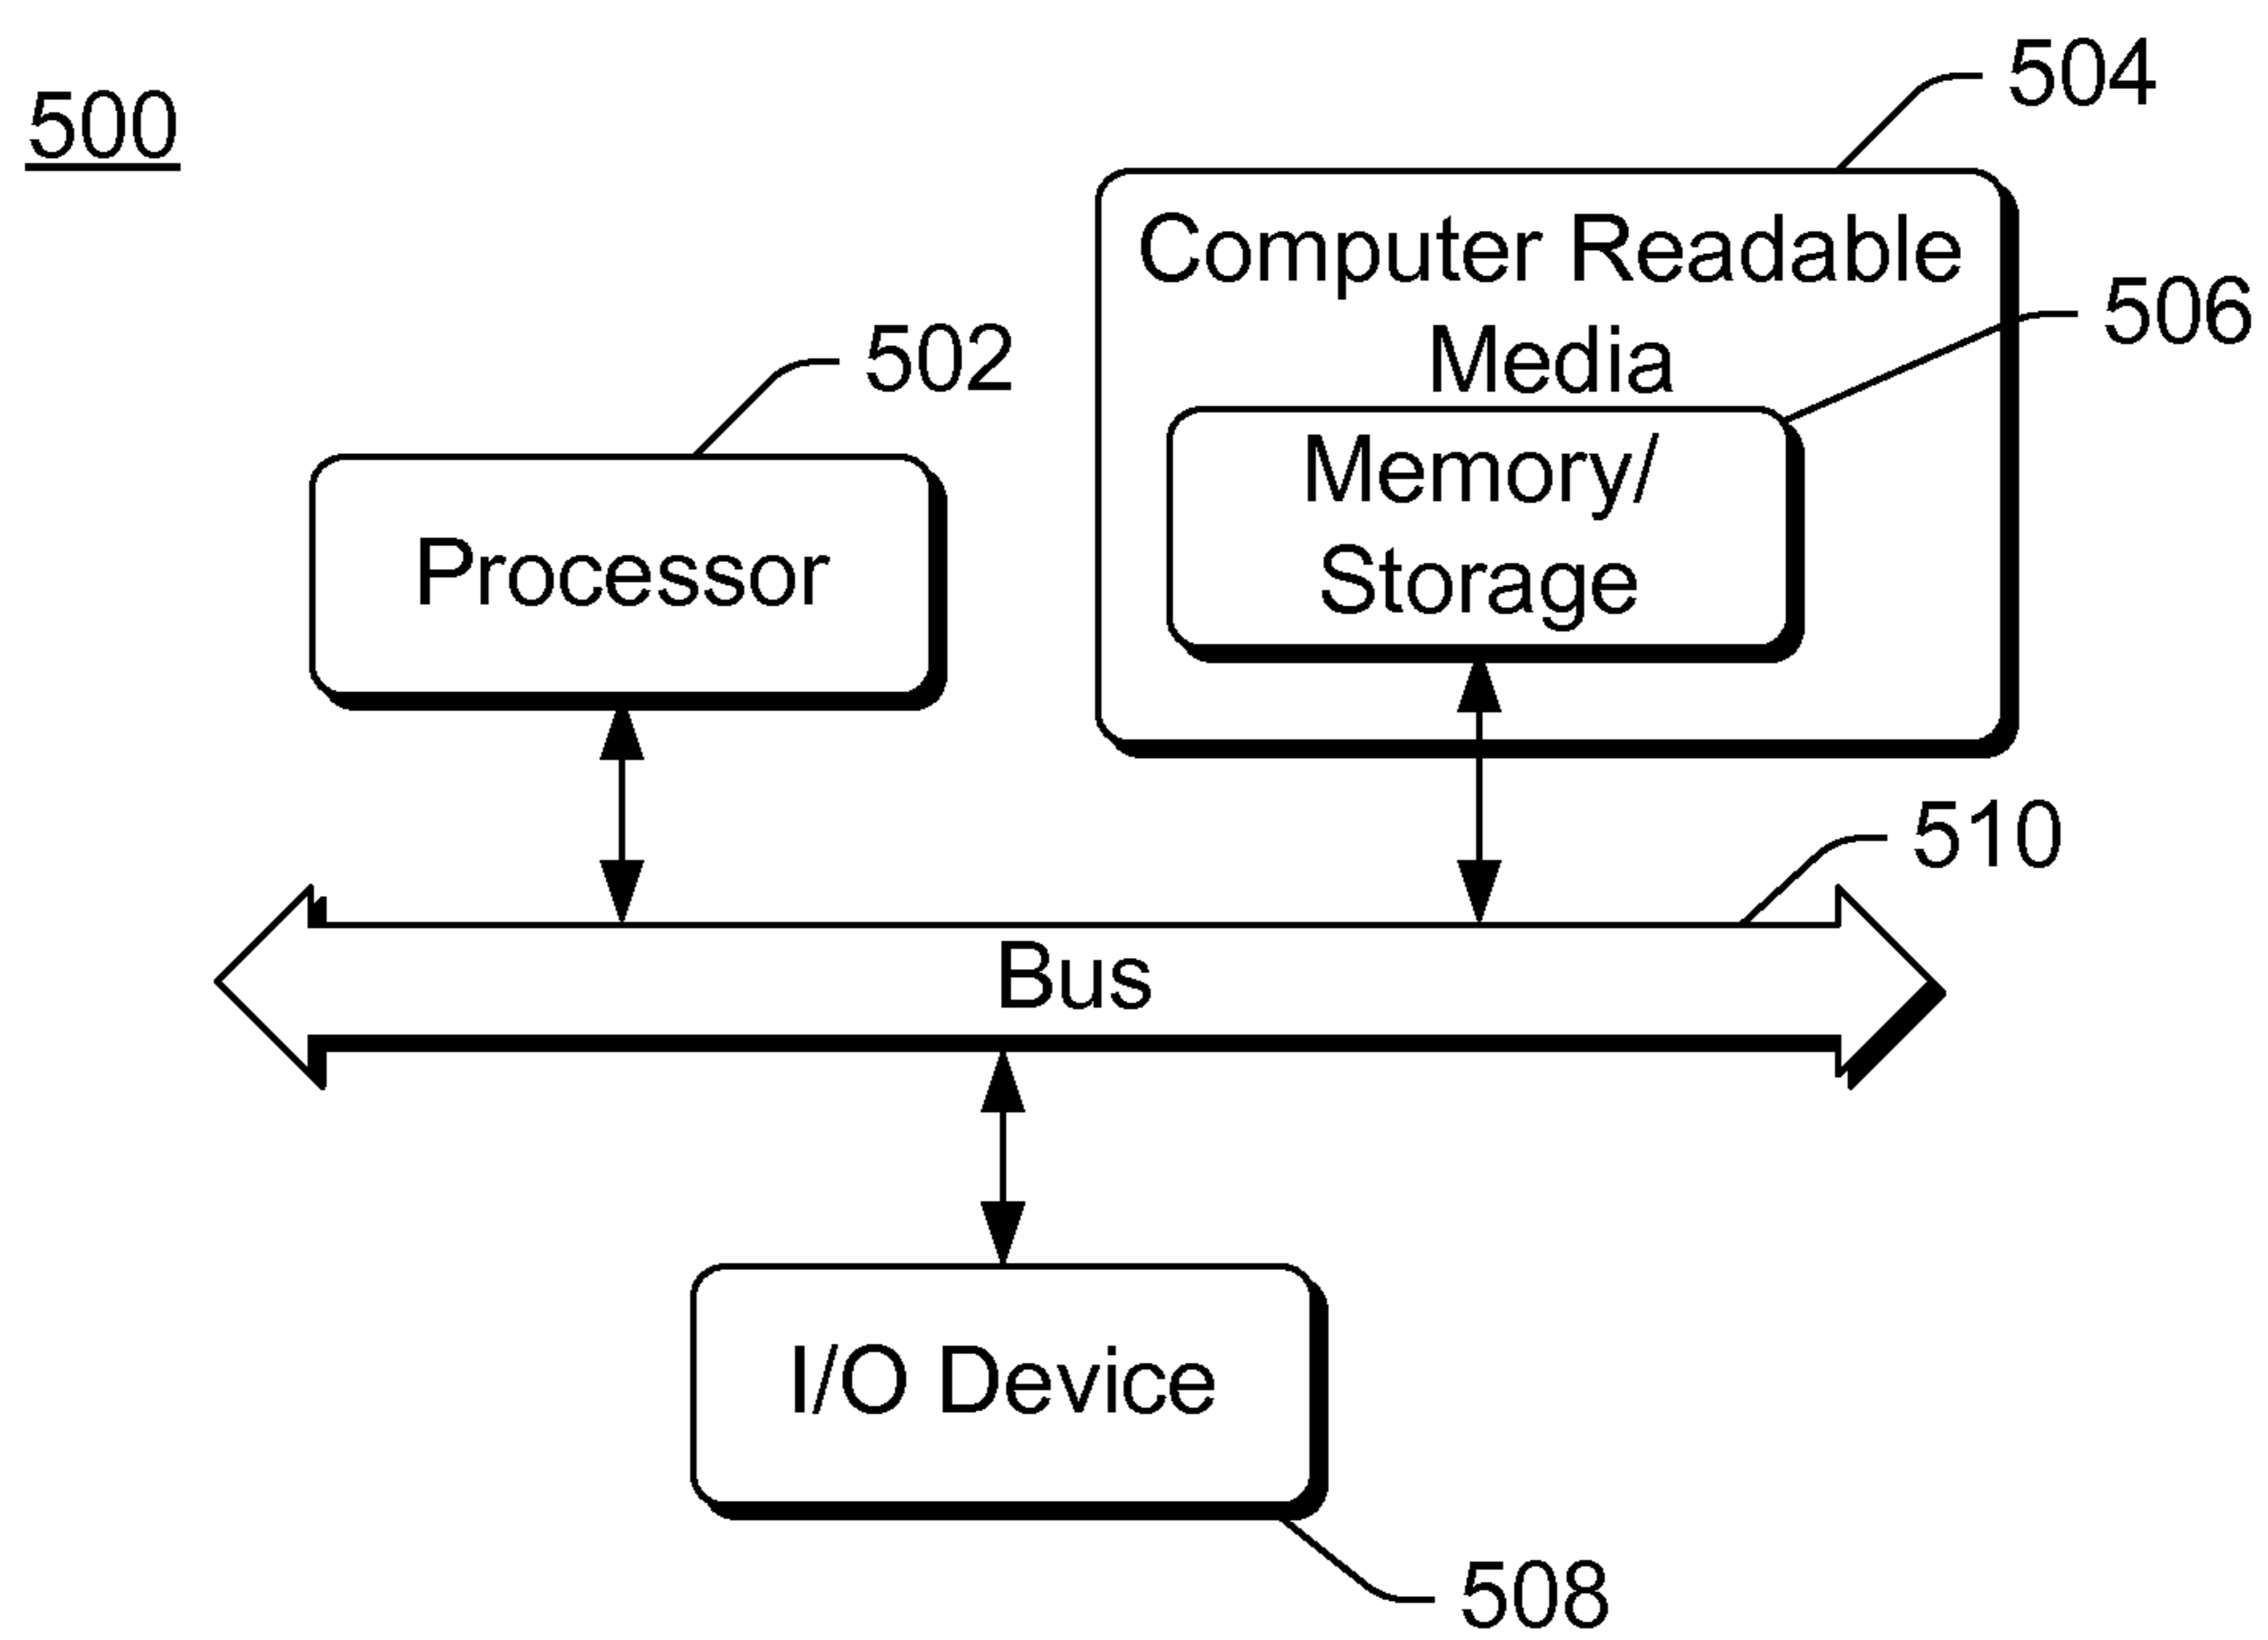 500
504
Computer Readable
Media
506
502
Memory/
Storage
Processor
510
Bus
I/O Device
508